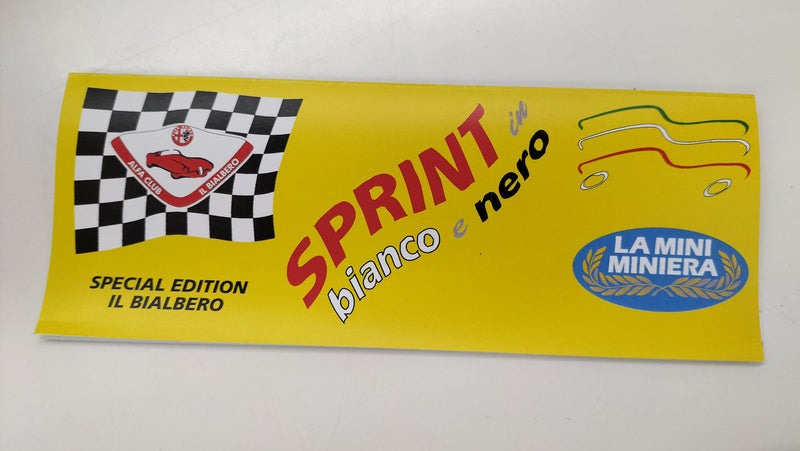 ALFA CLUB IL BIALBERO
SPECIAL EDITION
IL BIALBERO
SPRINT in
bianco e nero
LA MINI
MINIERA